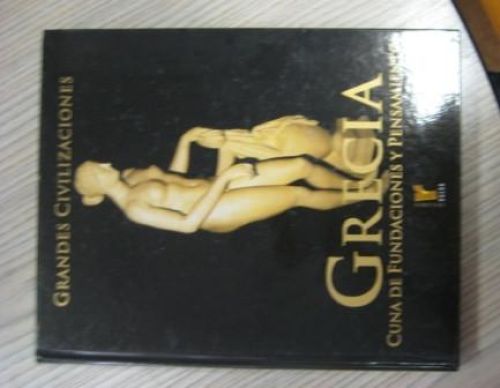 GRANDES CIVILIZACIONES
GRECIA
CUNA DE FUNDACIONES Y PENSAMIENTO